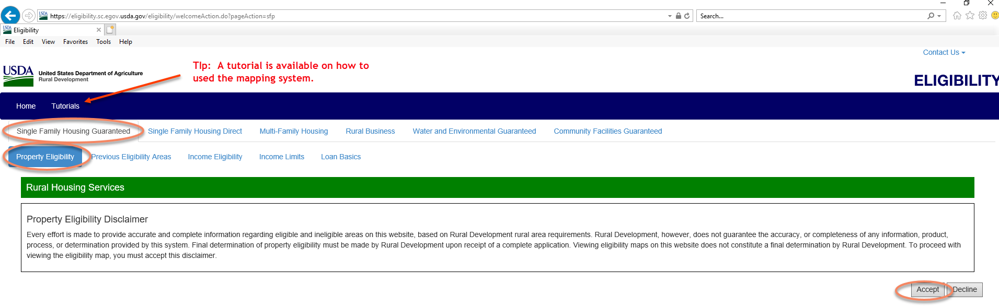 https://eligibility.sc.egov.usda.gov/eligibility/welcomeAction.do?pageAction=sfp
Search...
USDA Eligibility
File Edit View Favorites Tools Help
Contact Us
TIp: A tutorial is available on how to
used the mapping system.
USDA
United States Department of Agriculture
Rural Development
ELIGIBILITY
Home Tutorials
Single Family Housing Guaranteed Single Family Housing Direct Multi-Family Housing Rural Business Water and Environmental Guaranteed Community Facilities Guaranteed
Property Eligibility Previous Eligibility Areas Income Eligibility Income Limits Loan Basics
Rural Housing Services
Property Eligibility Disclaimer
Every effort is made to provide accurate and complete information regarding eligible and ineligible areas on this website, based on Rural Development rural area requirements. Rural Development, however, does not guarantee the accuracy, or completeness of any information, product,
process, or determination provided by this system. Final determination of property eligibility must be made by Rural Development upon receipt of a complete application. Viewing eligibility maps on this website does not constitute a final determination by Rural Development. To proceed with
viewing the eligibility map, you must accept this disclaimer.
Accept Decline